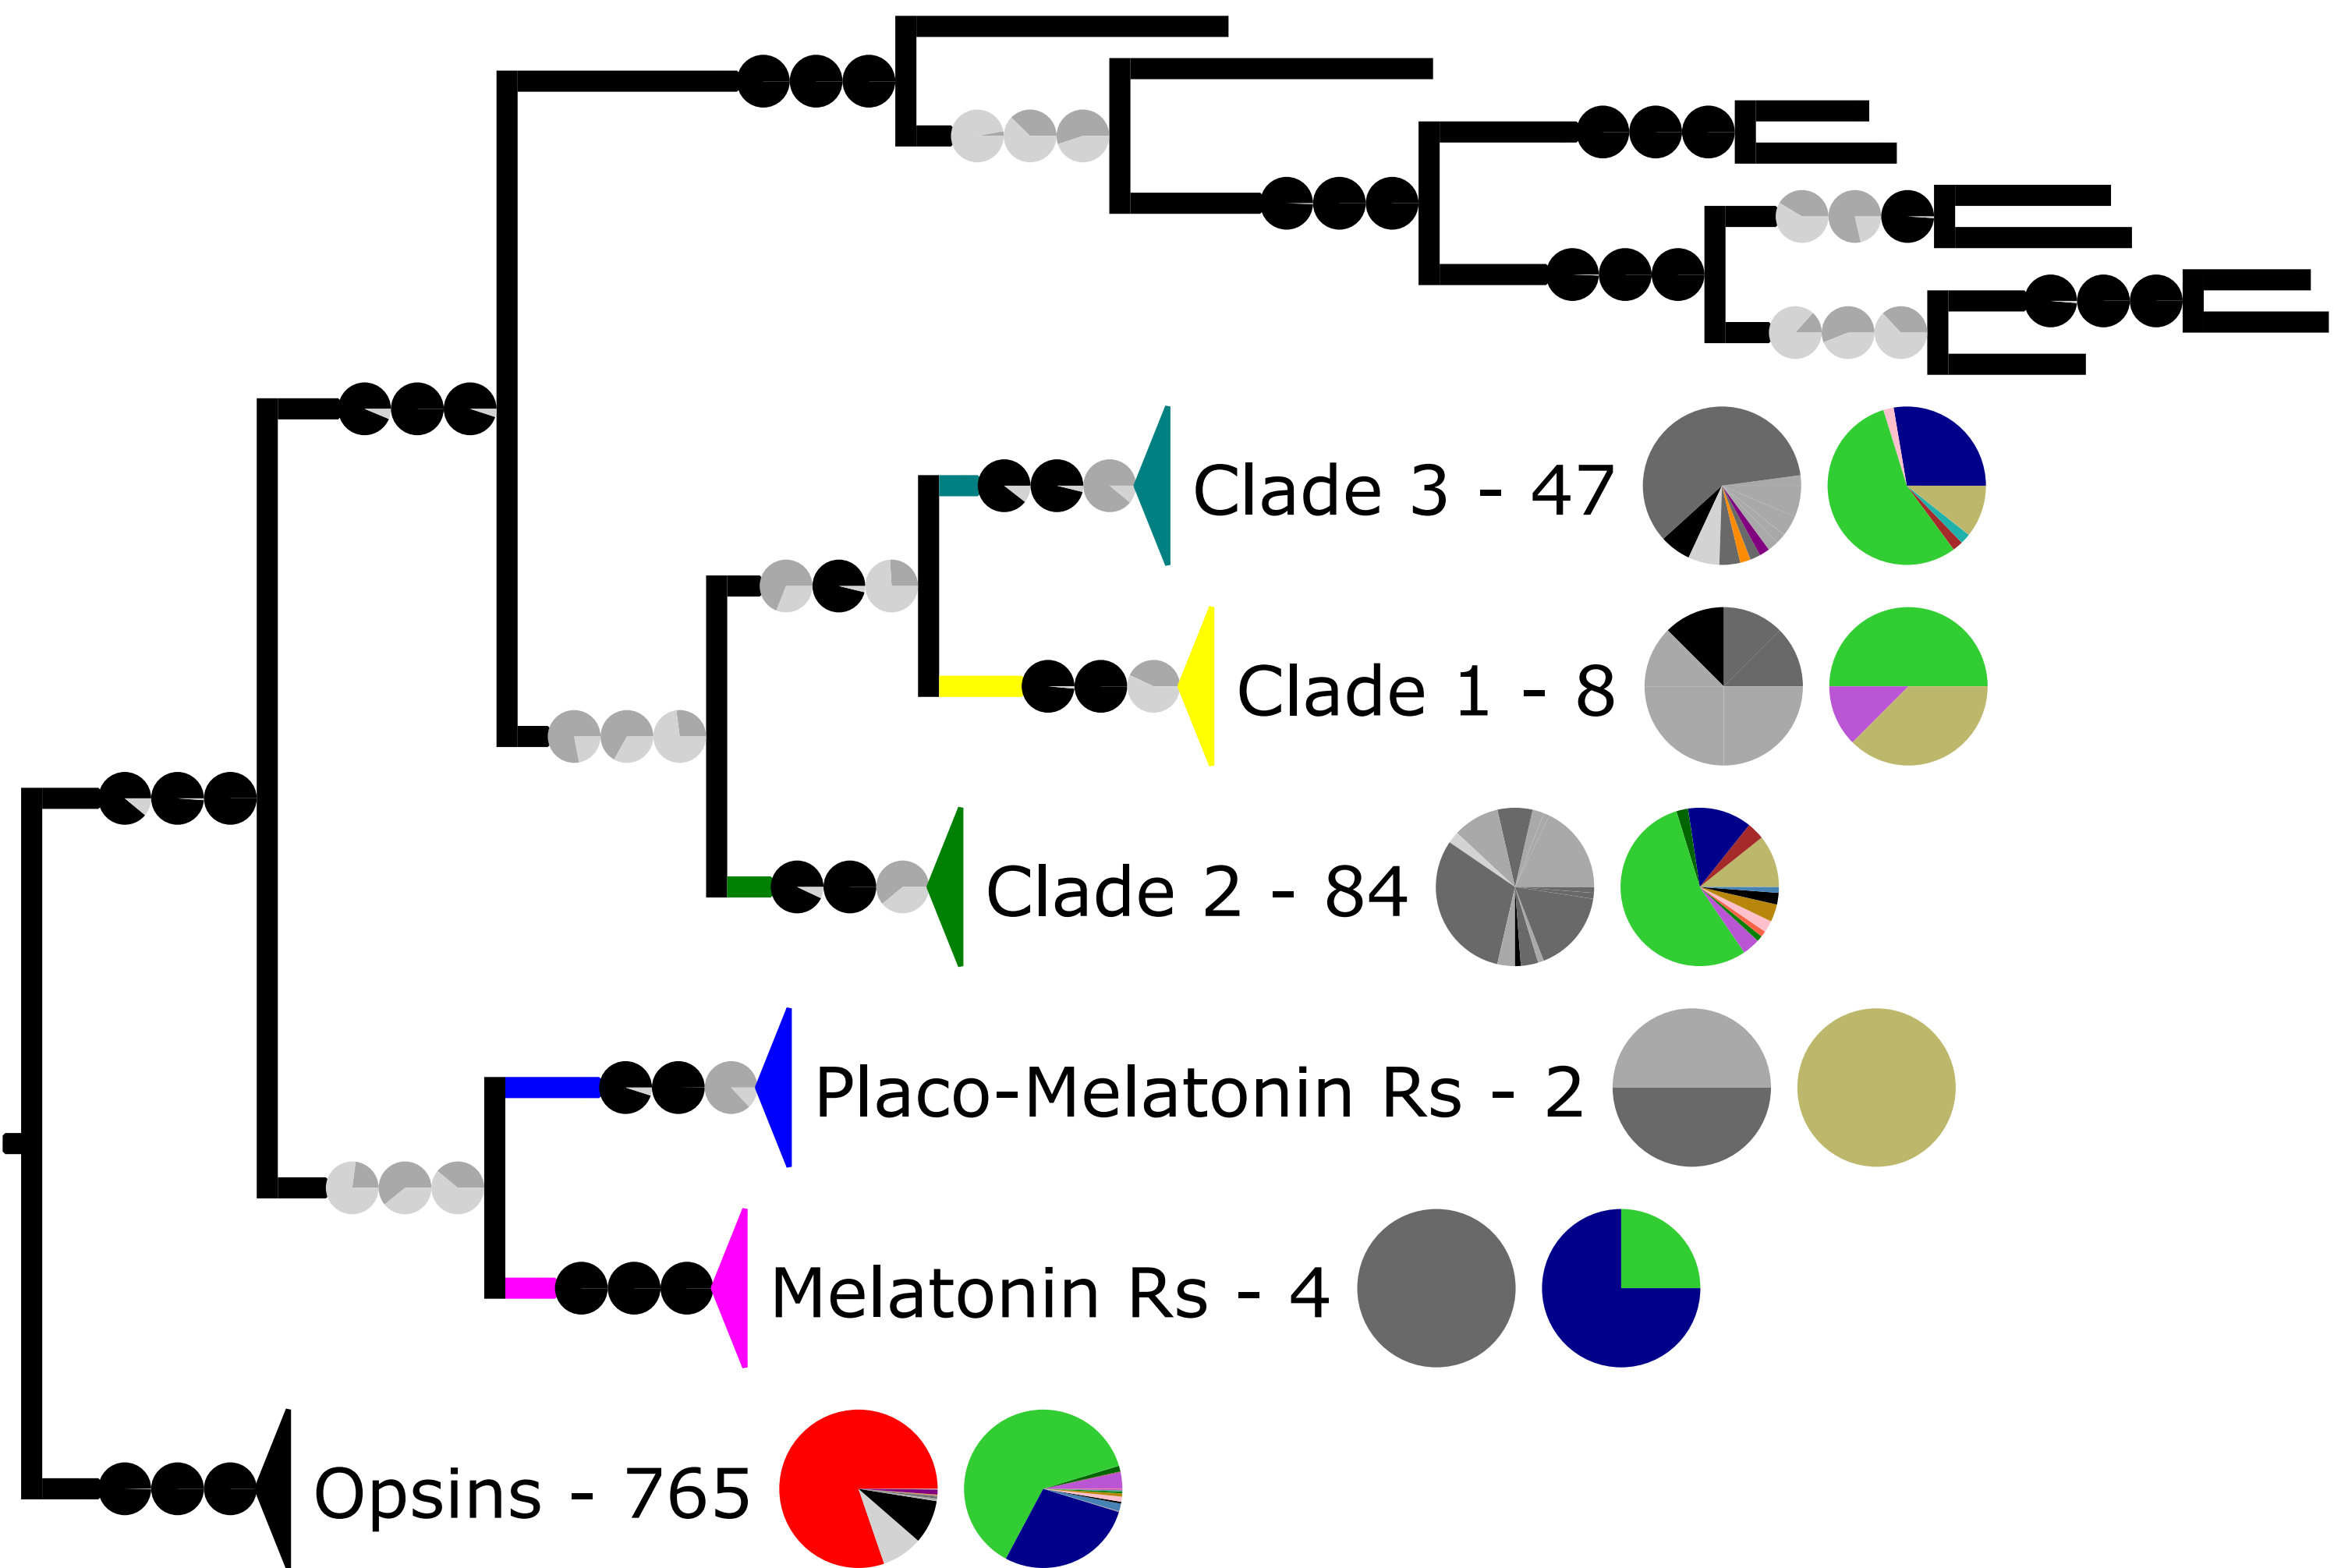 Clade 3 - 47
Clade 1 - 8
Clade 2 - 84
Placo-Melatonin Rs - 2
Melatonin Rs - 4
Opsins - 765